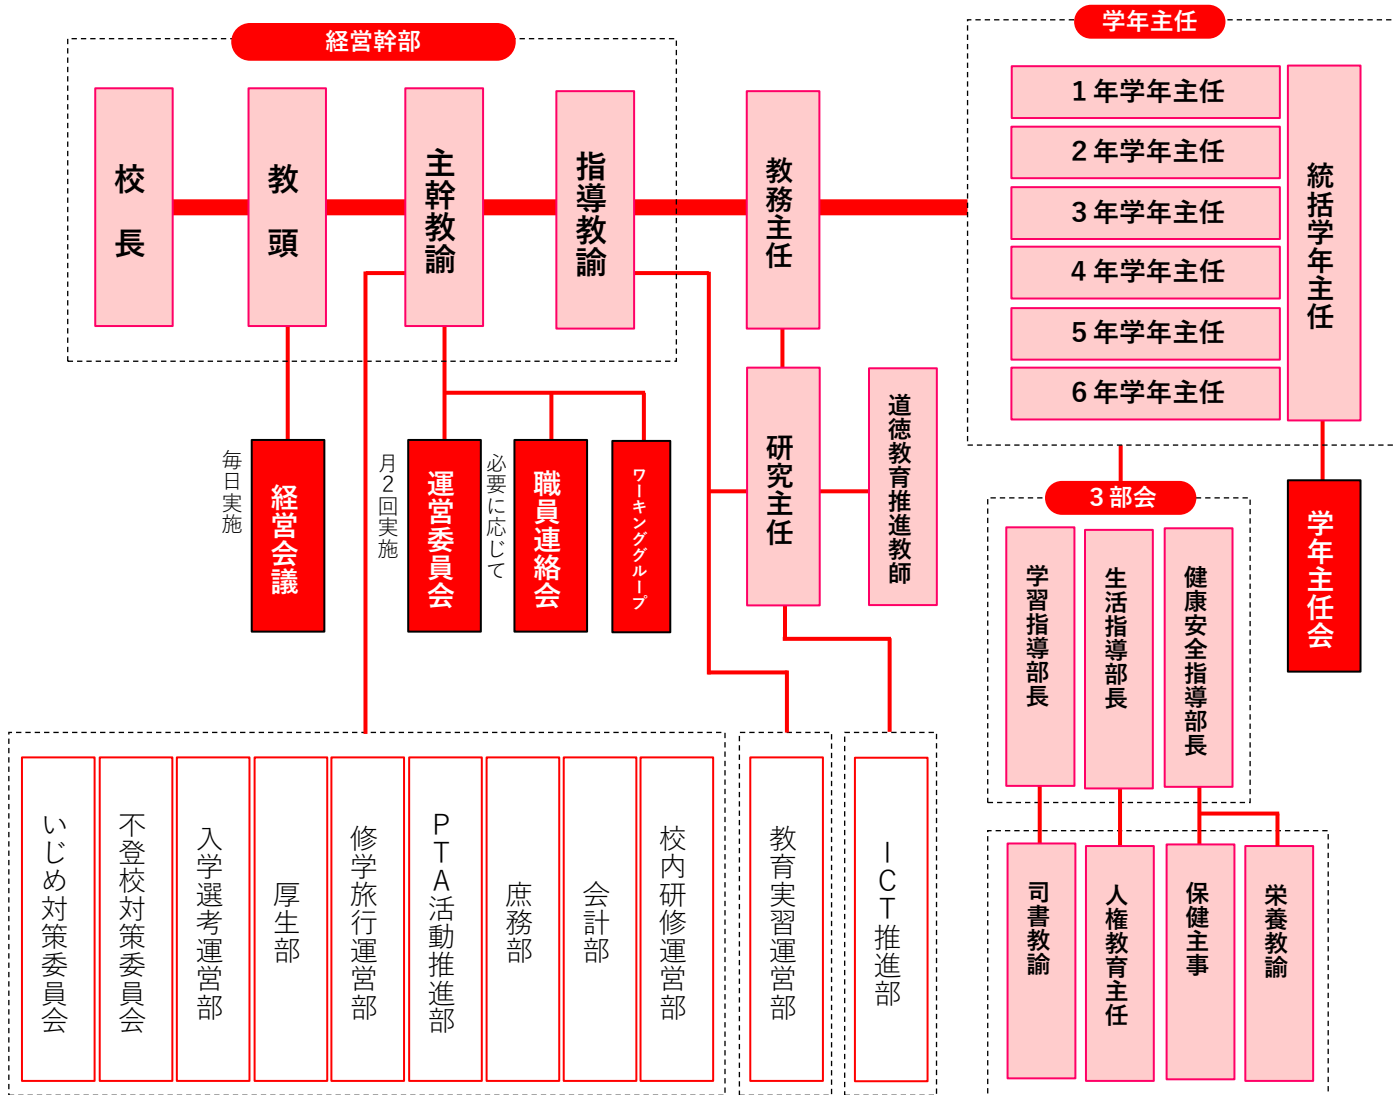 経営幹部
校長
教頭
主幹教諭
指導教諭
教務主任
学年主任
1年学年主任
2年学年主任
3年学年主任
4年学年主任
5年学年主任
6年学年主任
統括学年主任
毎日実施
経営会議
月2回実施
運営委員会
必要に応じて
職員連絡会
ワーキンググループ
研究主任
道徳教育推進教師
学年主任会
3部会
学習指導部長
生活指導部長
健康安全指導部長
いじめ対策委員会
不登校対策委員会
入学選考運営部
厚生部
修学旅行運営部
PTA活動推進部
庶務部
会計部
校内研修運営部
教育実習運営部
ICT推進部
司書教諭
人権教育主任
保健主事
栄養教諭